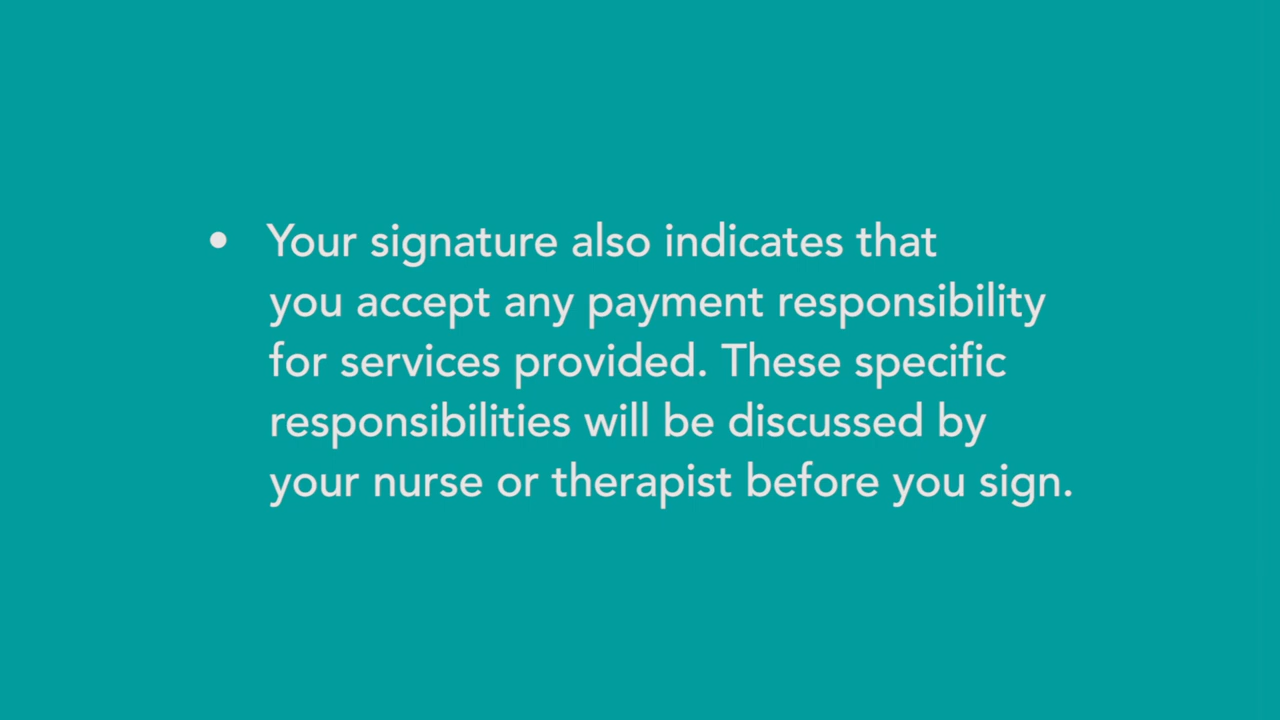 • Your signature also indicates that
you accept any payment responsibility
for services provided. These specific
responsibilities will be discussed by
your nurse or therapist before you sign.